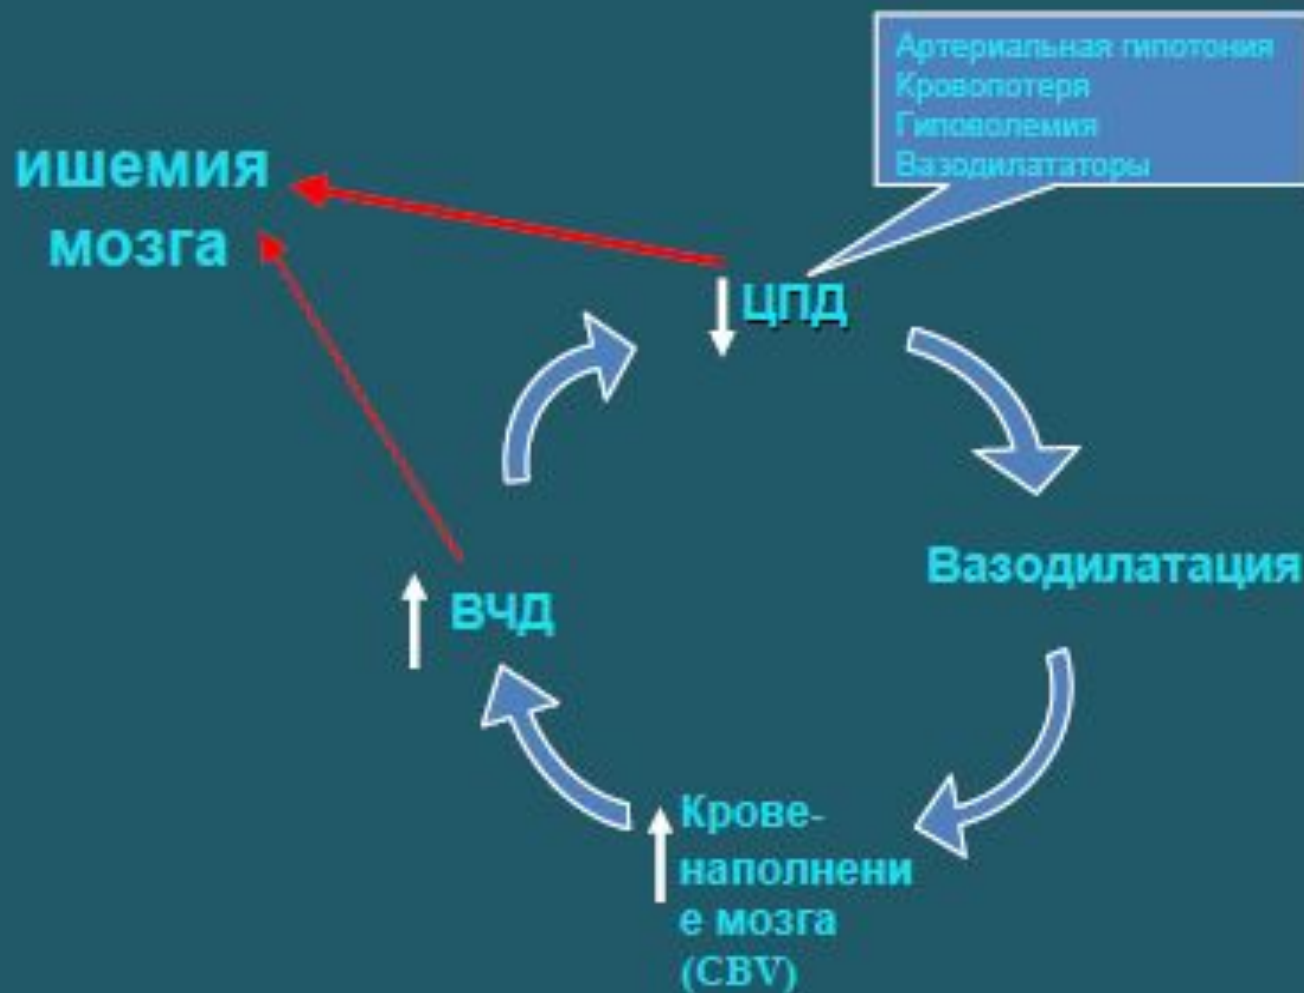 Артериальная гипотония
Кровопотеря
Гиповолемия
Вазодилататоры
ишемия
мозга
ЦПД
Вазодилатация
ВЧД
Крове-
наполнени
е мозга
(CBV)